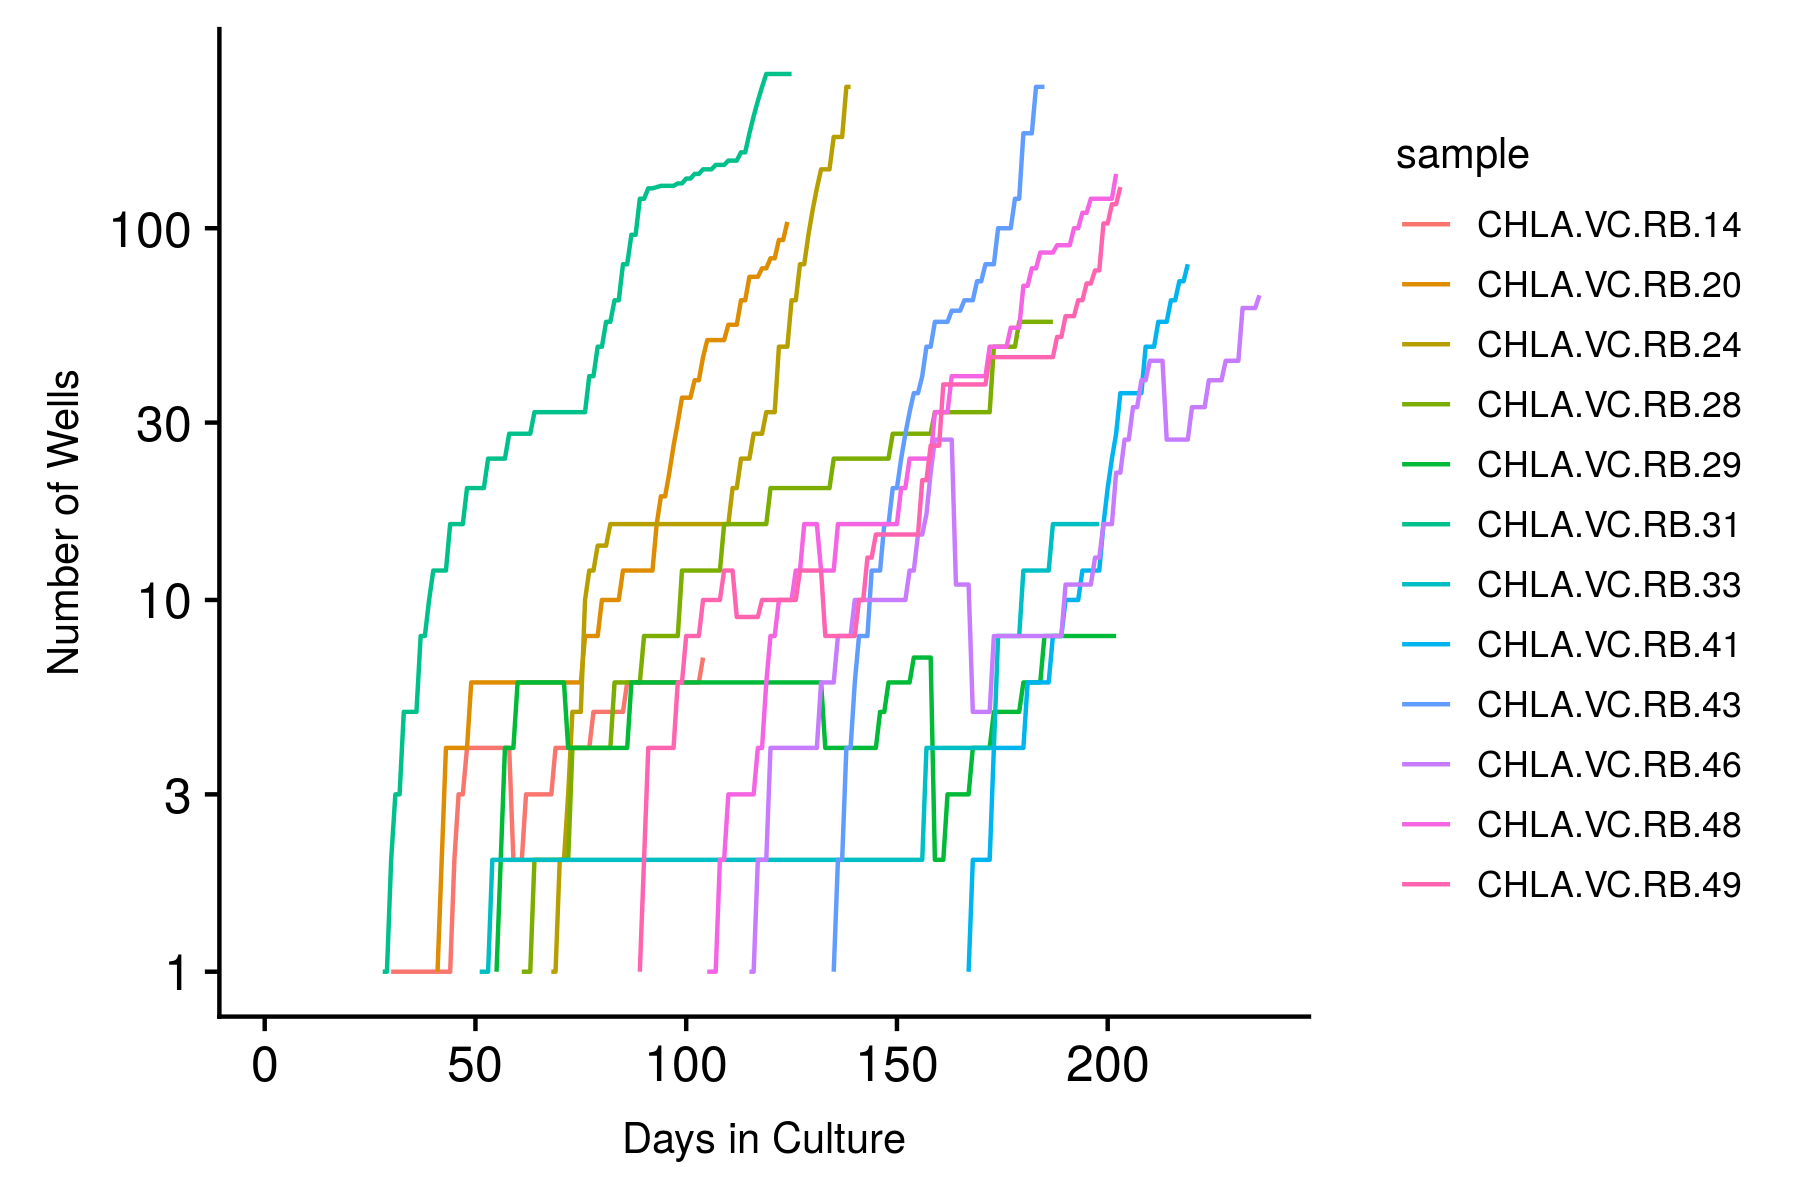 100
30
10
3
1
Number of Wells
0 50 100 150 200
Days in Culture
sample
CHLA.VC.RB.14
CHLA.VC.RB.20
CHLA.VC.RB.24
CHLA.VC.RB.28
CHLA.VC.RB.29
CHLA.VC.RB.31
CHLA.VC.RB.33
CHLA.VC.RB.41
CHLA.VC.RB.43
CHLA.VC.RB.46
CHLA.VC.RB.48
CHLA.VC.RB.49